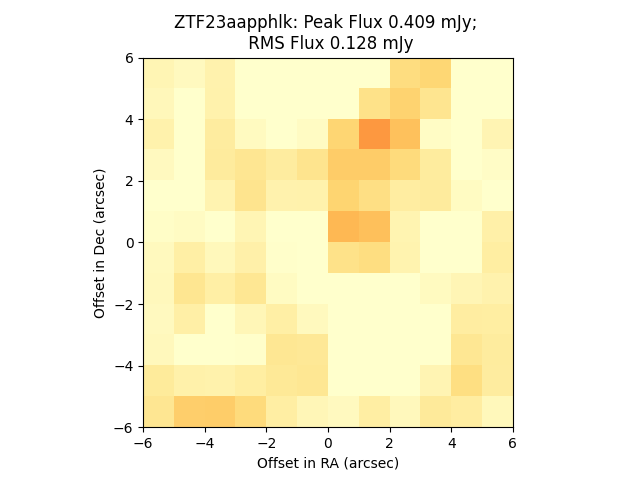 ZTF23aapphlk: Peak Flux 0.409 mJy;
RMS Flux 0.128 mJy
6
4
2
0
−2
−4
−6
Offset in Dec (arcsec)
−6 −4 −2 0 2 4 6
Offset in RA (arcsec)